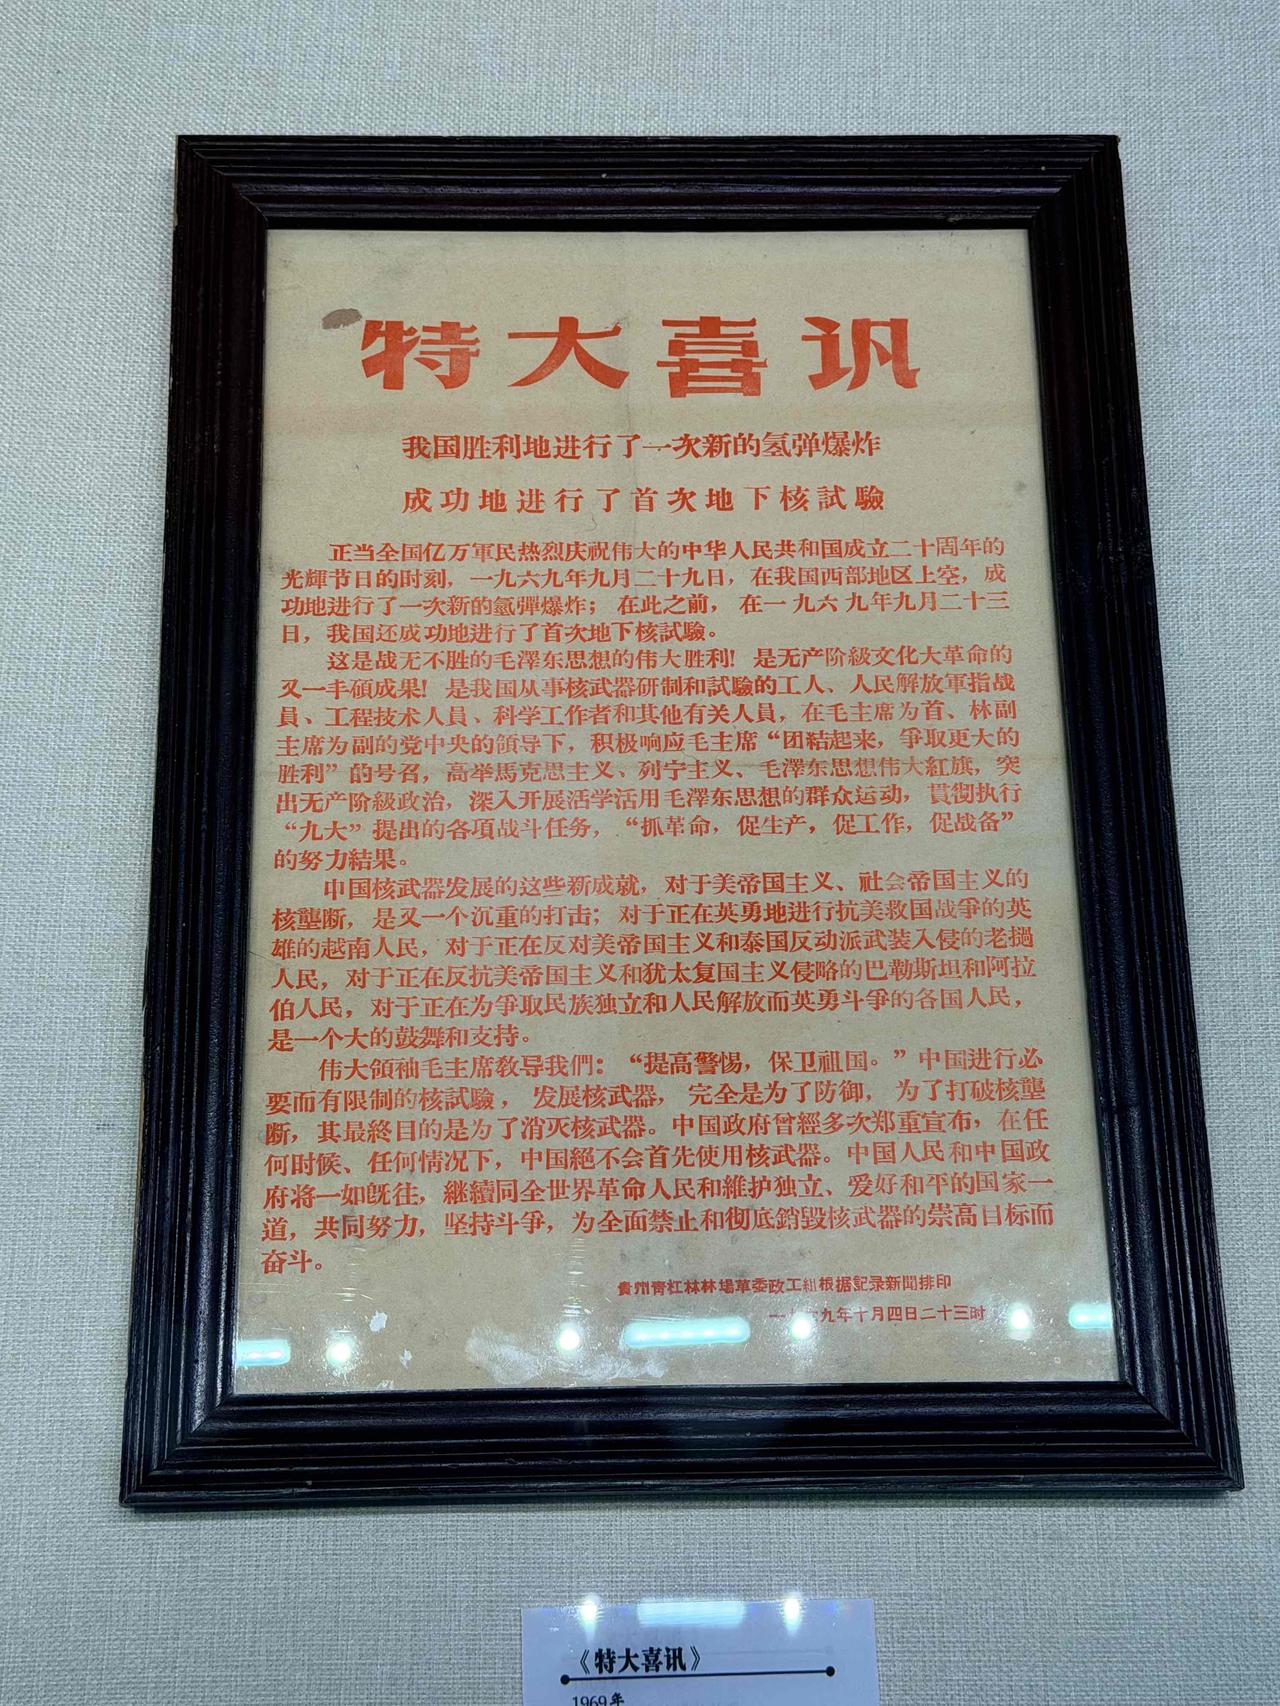 特大喜讯
我国胜利地进行了一次新的氢弹爆炸
成功地进行了首次地下核試驗
正当全国亿万軍民热烈庆祝伟大的中华人民共和国成立二十周年的
光輝节日的时刻，一九六九年九月二十九日，在我国西部地区上空，成
功地进行了一次新的氫彈爆炸；在此之前，在一九六九年九月二十三
日，我国还成功地进行了首次地下核試驗。
这是战无不胜的毛澤东思想的伟大胜利！是无产阶級文化大革命的
又一丰碩成果！是我国从事核武器研制和試驗的工人、人民解放軍指战
員、工程技术人員、科学工作者和其他有关人員，在毛主席为首、林副
主席为副的党中央的領导下，积极响应毛主席“团結起来，爭取更大的
胜利”的号召，高举馬克思主义、列宁主义、毛澤东思想伟大紅旗，突
出无产阶級政治，深入开展活学活用毛澤东思想的群众运动，貫彻执行
“九大”提出的各項战斗任务，“抓革命，促生产，促工作，促战备”
的努力結果。
中国核武器发展的这些新成就，对于美帝国主义、社会帝国主义的
核壟断，是又一个沉重的打击；对于正在英勇地进行抗美救国战爭的英
雄的越南人民，对于正在反对美帝国主义和泰国反动派武装入侵的老撾
人民，对于正在反抗美帝国主义和犹太复国主义侵略的巴勒斯坦和阿拉
伯人民，对于正在为爭取民族独立和人民解放而英勇斗爭的各国人民，
是一个大的鼓舞和支持。
伟大領袖毛主席教导我們：“提高警惕，保卫祖国。”中国进行必
要而有限制的核試驗，发展核武器，完全是为了防御，为了打破核壟
断，其最終目的是为了消灭核武器。中国政府曾經多次郑重宣布，在任
何时候、任何情况下，中国絕不会首先使用核武器。中国人民和中国政
府将一如旣往，継續同全世界革命人民和維护独立、爱好和平的国家一
道，共同努力，坚持斗爭，为全面禁止和彻底銷毁核武器的崇高目标而
奋斗。
貴州青杠林林場革委政工組根据記录新聞排印
一九六九年十月四日二十三时
《特大喜讯》
1969年